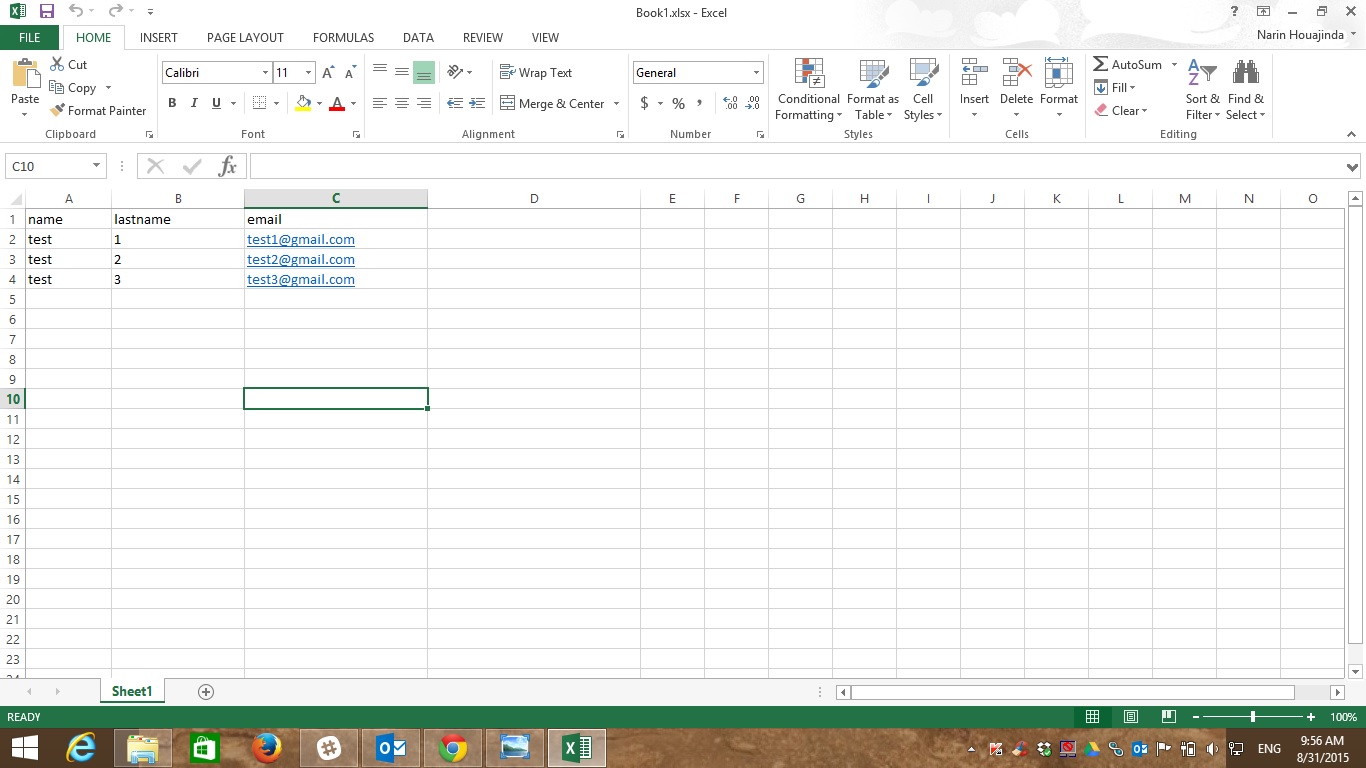 Book1.xlsx - Excel
FILE HOME INSERT PAGE LAYOUT FORMULAS DATA REVIEW VIEW Narin Houajinda
Paste
Cut
Copy
Format Painter
Clipboard
Calibri 11
B I U
Font
Wrap Text
Merge & Center
Alignment
General
$ % ,
Number
Conditional Formatting
Format as Table
Cell Styles
Styles
Insert Delete Format
Cells
AutoSum
Fill
Clear
Sort & Filter
Find & Select
Editing
C10 fx
A B C D E F G H I J K L M N O
1 name lastname email
2 test 1 test1@gmail.com
3 test 2 test2@gmail.com
4 test 3 test3@gmail.com
5
6
7
8
9
10
11
12
13
14
15
16
17
18
19
20
21
22
23
Sheet1
READY 100%
ENG 9:56 AM
8/31/2015